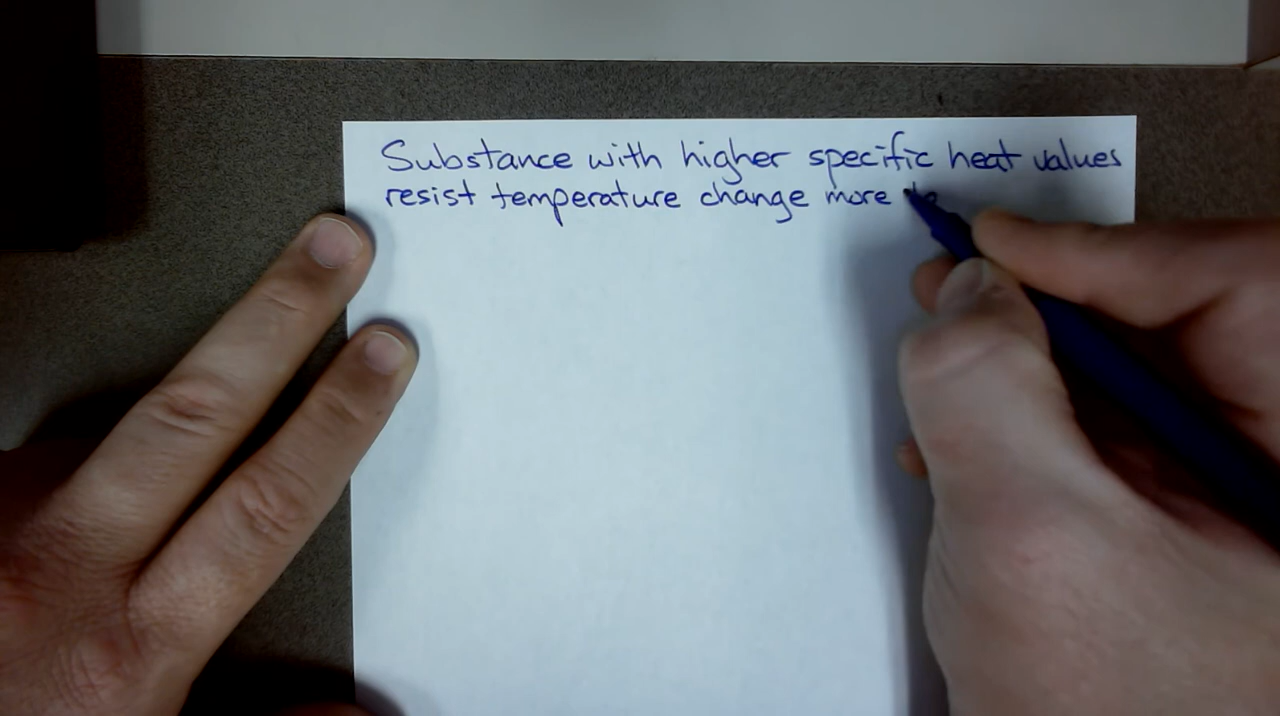 Substance with higher specific heat values
resist temperature change more